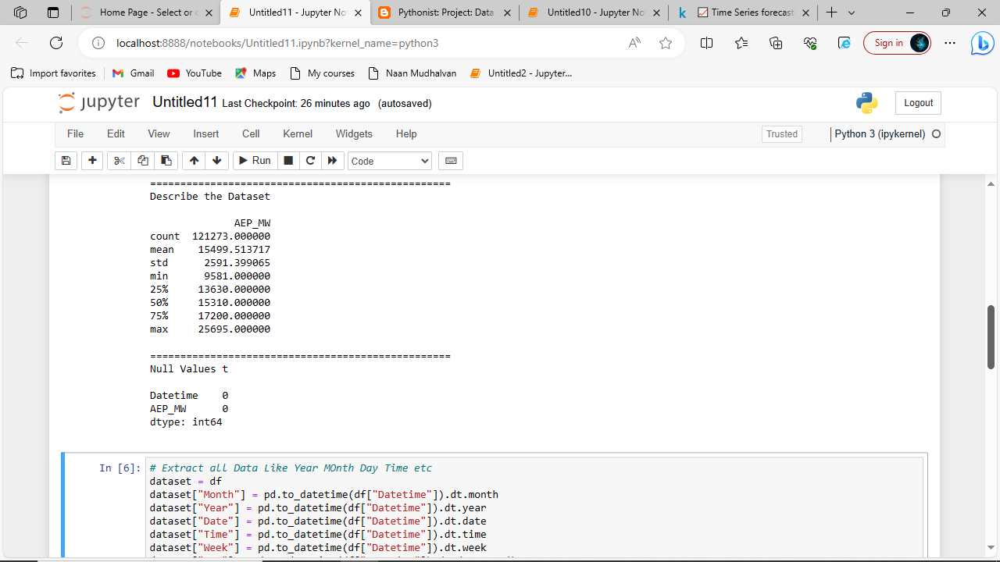 Home Page - Select or c
Untitled11 - Jupyter No
Pythonist: Project: Data
Untitled10 - Jupyter No
Time Series forecast
localhost:8888/notebooks/Untitled11.ipynb?kernel_name=python3
Sign in
Import favorites
Gmail
YouTube
Maps
My courses
Naan Mudhalvan
Untitled2 - Jupyter...
jupyter Untitled11 Last Checkpoint: 26 minutes ago (autosaved)
Logout
File Edit View Insert Cell Kernel Widgets Help
Trusted
Python 3 (ipykernel)
Run
Code
==================================================
Describe the Dataset
AEP_MW
count 121273.000000
mean 15499.513717
std 2591.399065
min 9581.000000
25% 13630.000000
50% 15310.000000
75% 17200.000000
max 25695.000000
==================================================
Null Values t
Datetime 0
AEP_MW 0
dtype: int64
In [6]: # Extract all Data Like Year MOnth Day Time etc
dataset = df
dataset["Month"] = pd.to_datetime(df["Datetime"]).dt.month
dataset["Year"] = pd.to_datetime(df["Datetime"]).dt.year
dataset["Date"] = pd.to_datetime(df["Datetime"]).dt.date
dataset["Time"] = pd.to_datetime(df["Datetime"]).dt.time
dataset["Week"] = pd.to_datetime(df["Datetime"]).dt.week